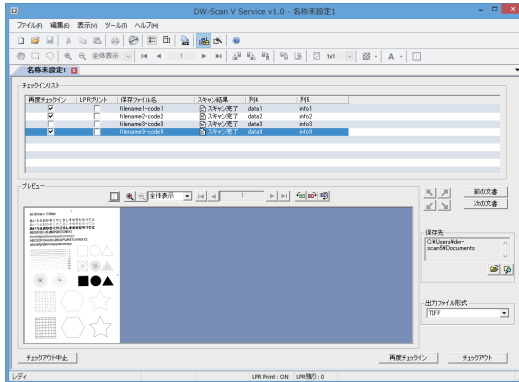 DW-Scan V Service v1.0 - 名称未設定1
ファイル(F) 編集(E) 表示(V) ツール(T) ヘルプ(H)
全体表示 1 1x1 A
名称未設定1
チェックインリスト
再度チェックイン LPRプリント 保存ファイル名 スキャン結果 列4 列5
filename1-code1 スキャン完了 data1 info1
filename2-code2 スキャン完了 data2 info2
filename3-code3 スキャン完了 data3 info3
filename9-code9 スキャン完了 data9 info9
プレビュー
全体表示 1
前の文書
次の文書
保存先
C:¥Users¥dw-
scan5¥Documents
出力ファイル形式
TIFF
チェックアウト中止 再度チェックイン チェックアウト
レディ LPR Print : ON LPR残り : 0